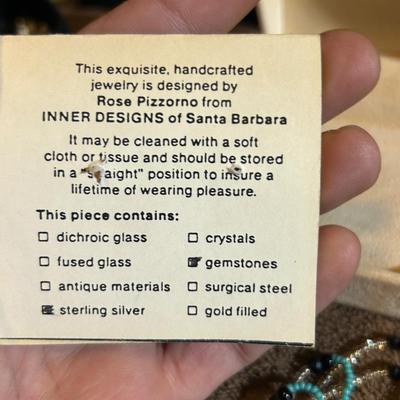 This exquisite, handcrafted
jewelry is designed by
Rose Pizzorno from
INNER DESIGNS of Santa Barbara
It may be cleaned with a soft
cloth or tissue and should be stored
in a "straight" position to insure a
lifetime of wearing pleasure.
This piece contains:
☐ dichroic glass ☐ crystals
☐ fused glass ☒ gemstones
☐ antique materials ☐ surgical steel
☒ sterling silver ☐ gold filled